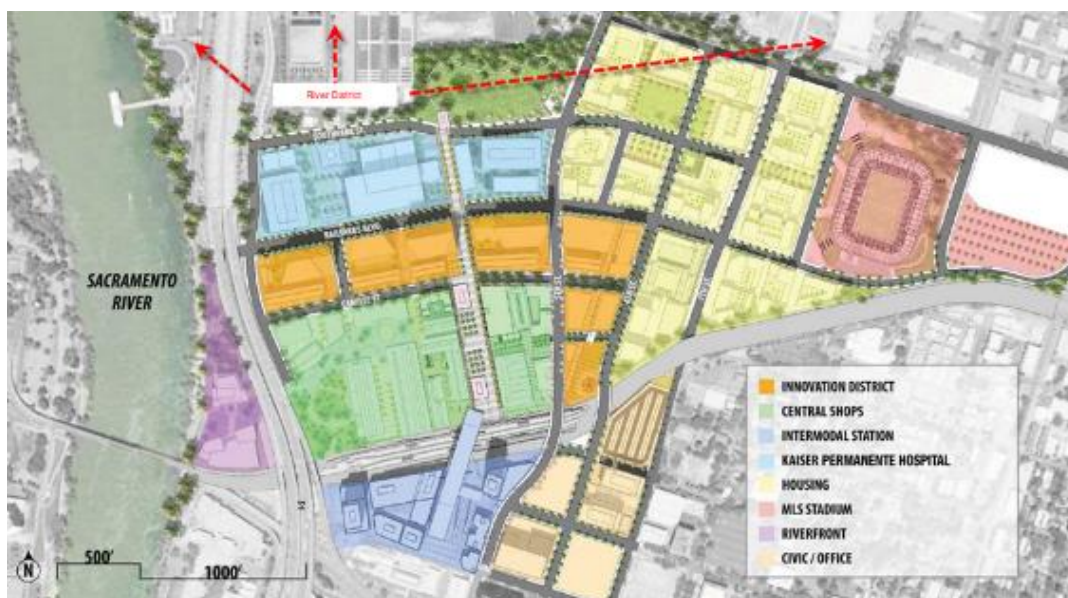 River District
RAILYARDS BLVD
SACRAMENTO
RIVER
INNOVATION DISTRICT
CENTRAL SHOPS
INTERMODAL STATION
KAISER PERMANENTE HOSPITAL
HOUSING
MLS STADIUM
RIVERFRONT
CIVIC / OFFICE
N
500'
1000'